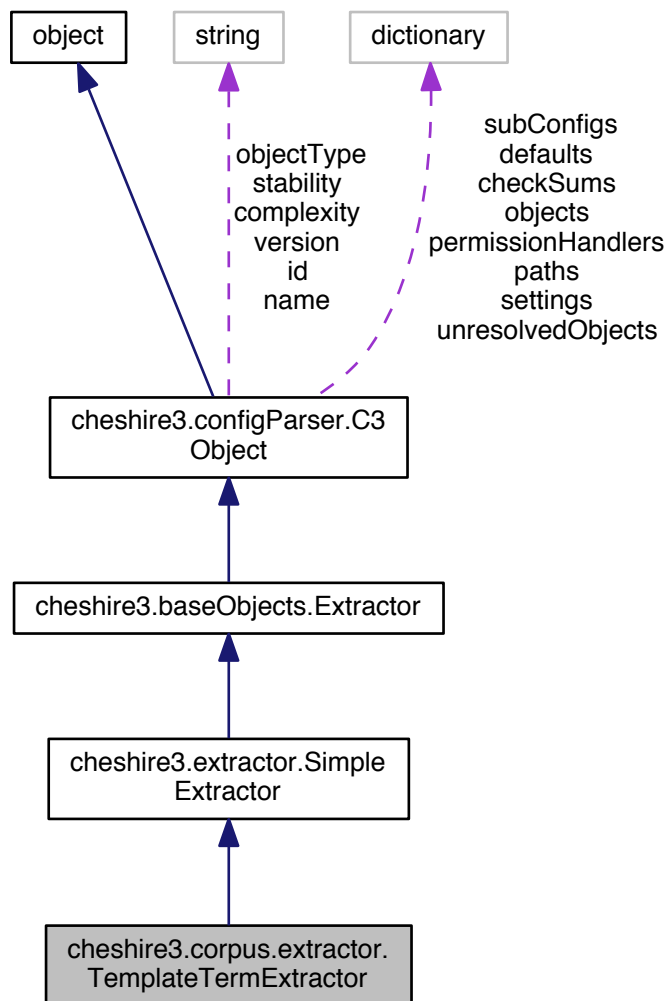 object
string
dictionary
objectType
stability
complexity
version
id
name
subConfigs
defaults
checkSums
objects
permissionHandlers
paths
settings
unresolvedObjects
cheshire3.configParser.C3
Object
cheshire3.baseObjects.Extractor
cheshire3.extractor.Simple
Extractor
cheshire3.corpus.extractor.
TemplateTermExtractor